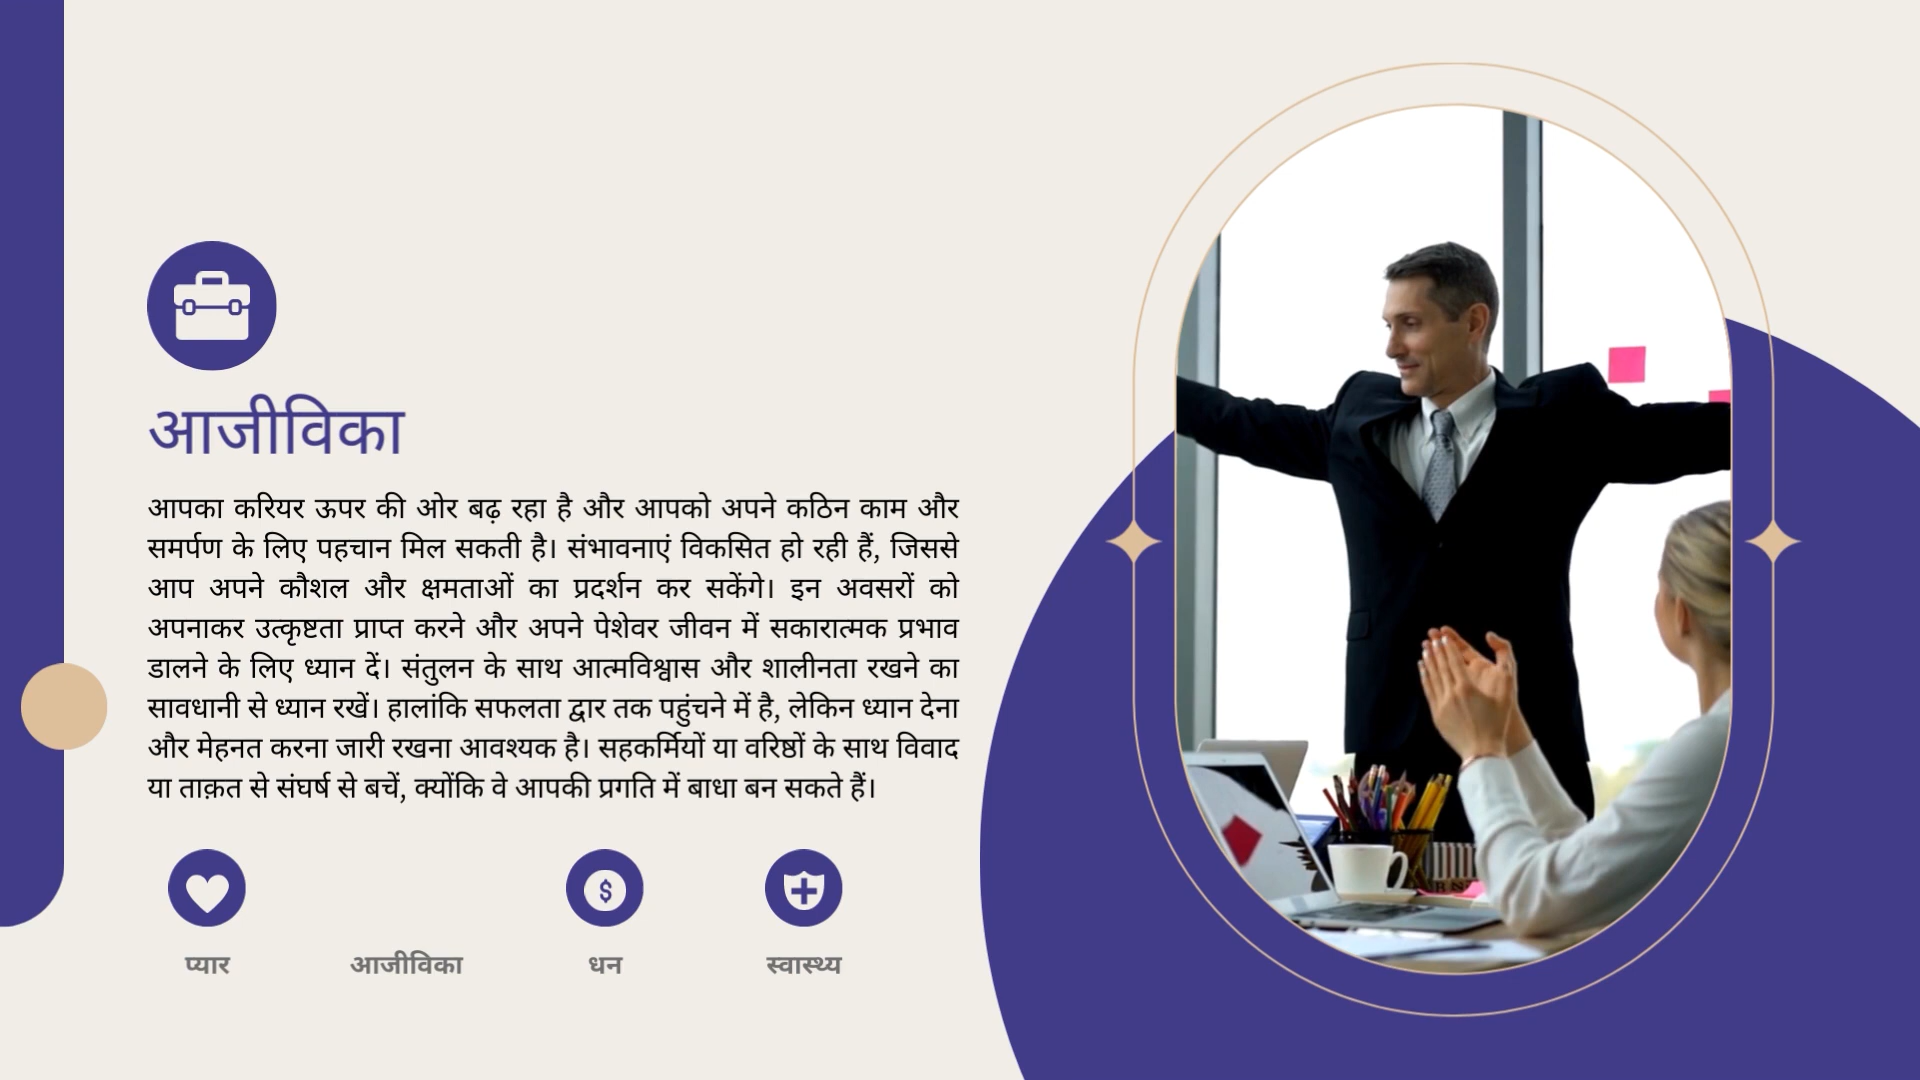 आजीविका
आपका करियर ऊपर की ओर बढ़ रहा है और आपको अपने कठिन काम और
समर्पण के लिए पहचान मिल सकती है। संभावनाएं विकसित हो रही हैं, जिससे
आप अपने कौशल और क्षमताओं का प्रदर्शन कर सकेंगे। इन अवसरों को
अपनाकर उत्कृष्टता प्राप्त करने और अपने पेशेवर जीवन में सकारात्मक प्रभाव
डालने के लिए ध्यान दें। संतुलन के साथ आत्मविश्वास और शालीनता रखने का
सावधानी से ध्यान रखें। हालांकि सफलता द्वार तक पहुंचने में है, लेकिन ध्यान देना
और मेहनत करना जारी रखना आवश्यक है। सहकर्मियों या वरिष्ठों के साथ विवाद
या ताक़त से संघर्ष से बचें, क्योंकि वे आपकी प्रगति में बाधा बन सकते हैं।
$
प्यार आजीविका धन स्वास्थ्य